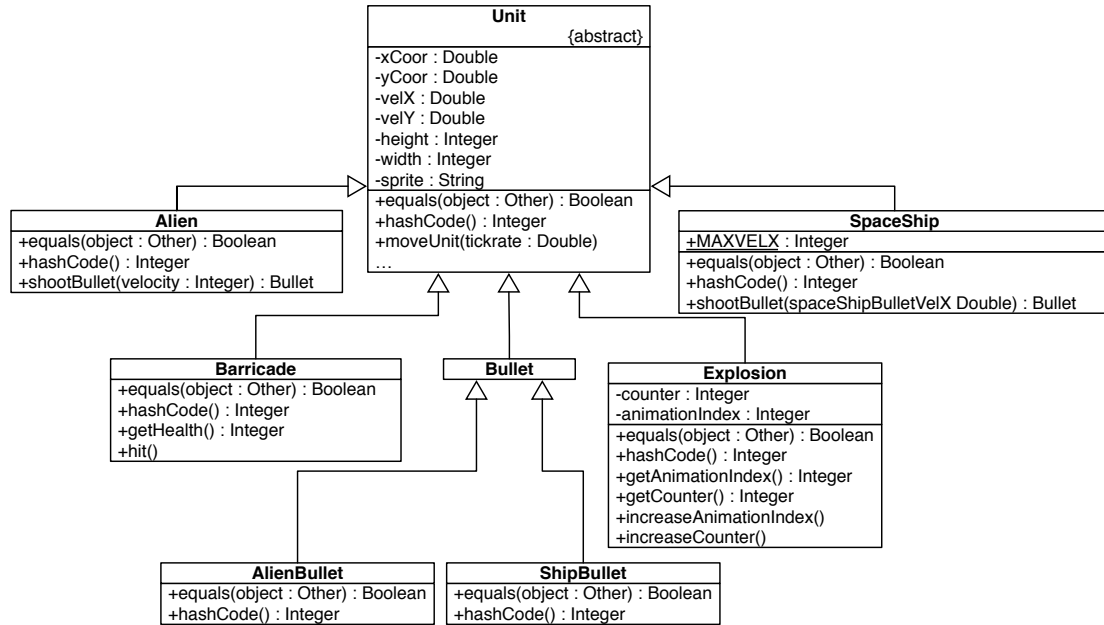 Unit
{abstract}
-xCoor : Double
-yCoor : Double
-velX : Double
-velY : Double
-height : Integer
-width : Integer
-sprite : String
+equals(object : Other) : Boolean
+hashCode() : Integer
+moveUnit(tickrate : Double)
...
Alien
+equals(object : Other) : Boolean
+hashCode() : Integer
+shootBullet(velocity : Integer) : Bullet
SpaceShip
+MAXVELX : Integer
+equals(object : Other) : Boolean
+hashCode() : Integer
+shootBullet(spaceShipBulletVelX Double) : Bullet
Barricade
+equals(object : Other) : Boolean
+hashCode() : Integer
+getHealth() : Integer
+hit()
Bullet
Explosion
-counter : Integer
-animationIndex : Integer
+equals(object : Other) : Boolean
+hashCode() : Integer
+getAnimationIndex() : Integer
+getCounter() : Integer
+increaseAnimationIndex()
+increaseCounter()
AlienBullet
+equals(object : Other) : Boolean
+hashCode() : Integer
ShipBullet
+equals(object : Other) : Boolean
+hashCode() : Integer